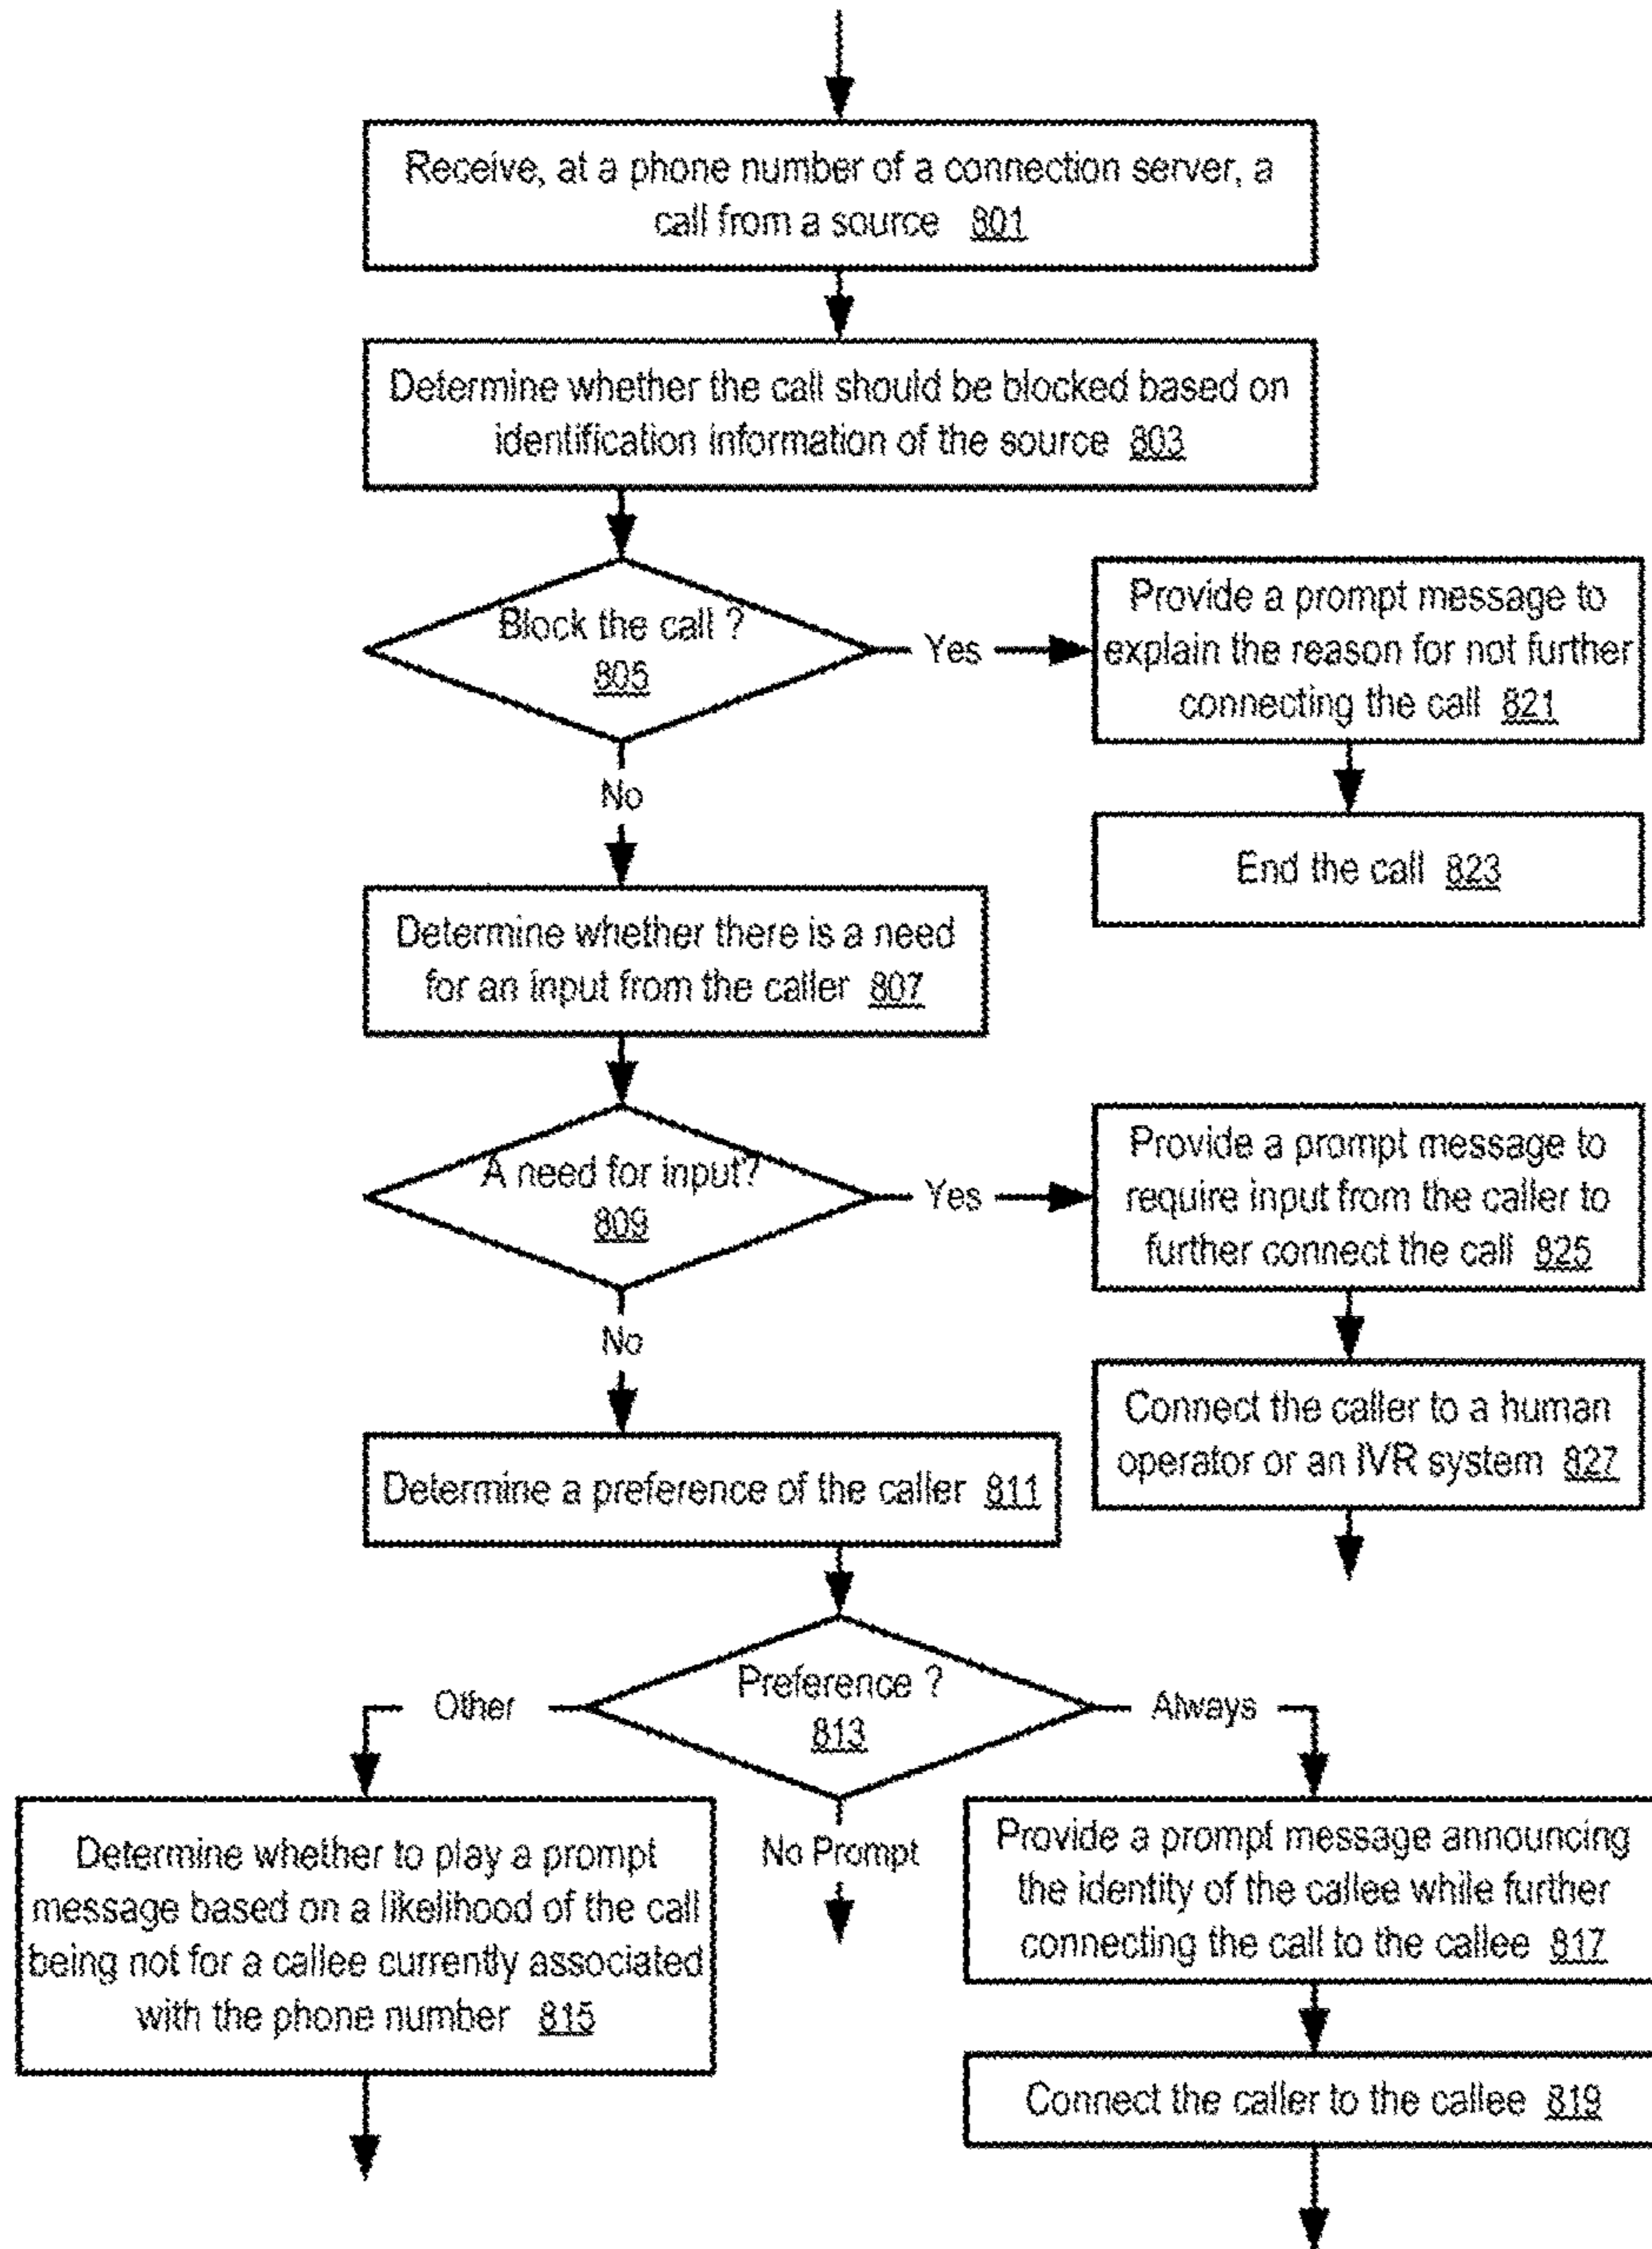 Receive, at a phone number of a connection server, a
call from a source 801
Determine whether the call should be blocked based on
identification information of the source 803
Block the call ?
805
Yes
Provide a prompt message to
explain the reason for not further
connecting the call 821
No
End the call 823
Determine whether there is a need
for an input from the caller 807
A need for input?
809
Yes
Provide a prompt message to
require input from the caller to
further connect the call 825
No
Connect the caller to a human
operator or an IVR system 827
Determine a preference of the caller 811
Preference ?
813
Other
Always
No Prompt
Determine whether to play a prompt
message based on a likelihood of the call
being not for a callee currently associated
with the phone number 815
Provide a prompt message announcing
the identity of the callee while further
connecting the call to the callee 817
Connect the caller to the callee 819